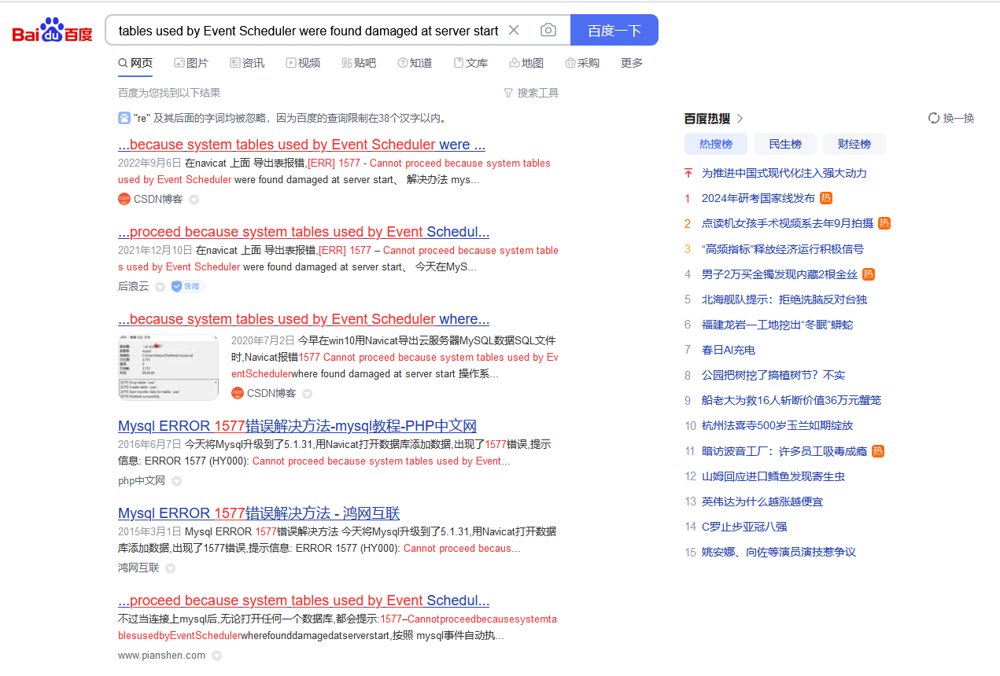 Bai du 百度
tables used by Event Scheduler were found damaged at server start
百度一下
网页 图片 资讯 视频 贴吧 知道 文库 地图 采购 更多
百度为您找到以下结果 搜索工具
"re" 及其后面的字词均被忽略，因为百度的查询限制在38个汉字以内。
...because system tables used by Event Scheduler were ...
2022年9月6日 在navicat 上面 导出表报错,[ERR] 1577 - Cannot proceed because system tables
used by Event Scheduler were found damaged at server start、 解决办法 mys...
CSDN博客
...proceed because system tables used by Event Schedul...
2021年12月10日 在navicat 上面 导出表报错,[ERR] 1577 – Cannot proceed because system table
s used by Event Scheduler were found damaged at server start、 今天在MyS...
后浪云 保障
...because system tables used by Event Scheduler where...
2020年7月2日 今早在win10用Navicat导出云服务器MySQL数据SQL文件
时,Navicat报错1577 Cannot proceed because system tables used by Ev
entSchedulerwhere found damaged at server start 操作系...
CSDN博客
Mysql ERROR 1577错误解决方法-mysql教程-PHP中文网
2016年6月7日 今天将Mysql升级到了5.1.31,用Navicat打开数据库添加数据,出现了1577错误,提示
信息: ERROR 1577 (HY000): Cannot proceed because system tables used by Event...
php中文网
Mysql ERROR 1577错误解决方法 - 鸿网互联
2015年3月1日 Mysql ERROR 1577错误解决方法 今天将Mysql升级到了5.1.31,用Navicat打开数据
库添加数据,出现了1577错误,提示信息: ERROR 1577 (HY000): Cannot proceed becaus...
鸿网互联
...proceed because system tables used by Event Schedul...
不过当连接上mysql后,无论打开任何一个数据库,都会提示:1577–Cannotproceedbecausesystemta
blesusedbyEventSchedulerwherefounddamagedatserverstart,按照 mysql事件自动执...
www.pianshen.com
百度热搜 换一换
热搜榜 民生榜 财经榜
为推进中国式现代化注入强大动力
1 2024年研考国家线发布 热
2 点读机女孩手术视频系去年9月拍摄 热
3 “高频指标”释放经济运行积极信号
4 男子2万买金镯发现内藏2根金丝 热
5 北海舰队提示：拒绝洗脑反对台独
6 福建龙岩一工地挖出“冬眠”蟒蛇
7 春日AI充电
8 公园把树挖了搞植树节？不实
9 船老大为救16人斩断价值36万元蟹笼
10 杭州法喜寺500岁玉兰如期绽放
11 暗访波音工厂：许多员工吸毒成瘾 热
12 山姆回应进口鳕鱼发现寄生虫
13 英伟达为什么越涨越便宜
14 C罗止步亚冠八强
15 姚安娜、向佐等演员演技惹争议